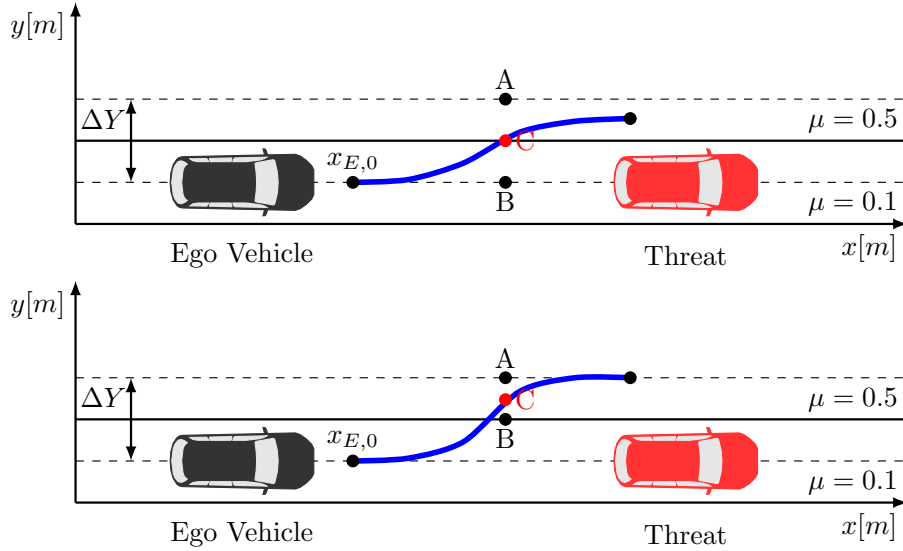 y[m]
A
ΔY
μ = 0.5
C
x_{E,0}
B
μ = 0.1
Ego Vehicle
Threat
x[m]
y[m]
A
ΔY
C
μ = 0.5
B
x_{E,0}
μ = 0.1
Ego Vehicle
Threat
x[m]